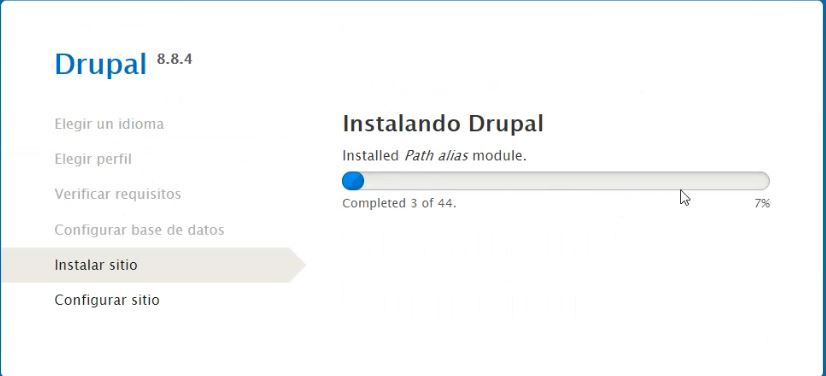 Drupal 8.8.4
Elegir un idioma
Elegir perfil
Verificar requisitos
Configurar base de datos
Instalar sitio
Configurar sitio
Instalando Drupal
Installed Path alias module.
Completed 3 of 44. 7%